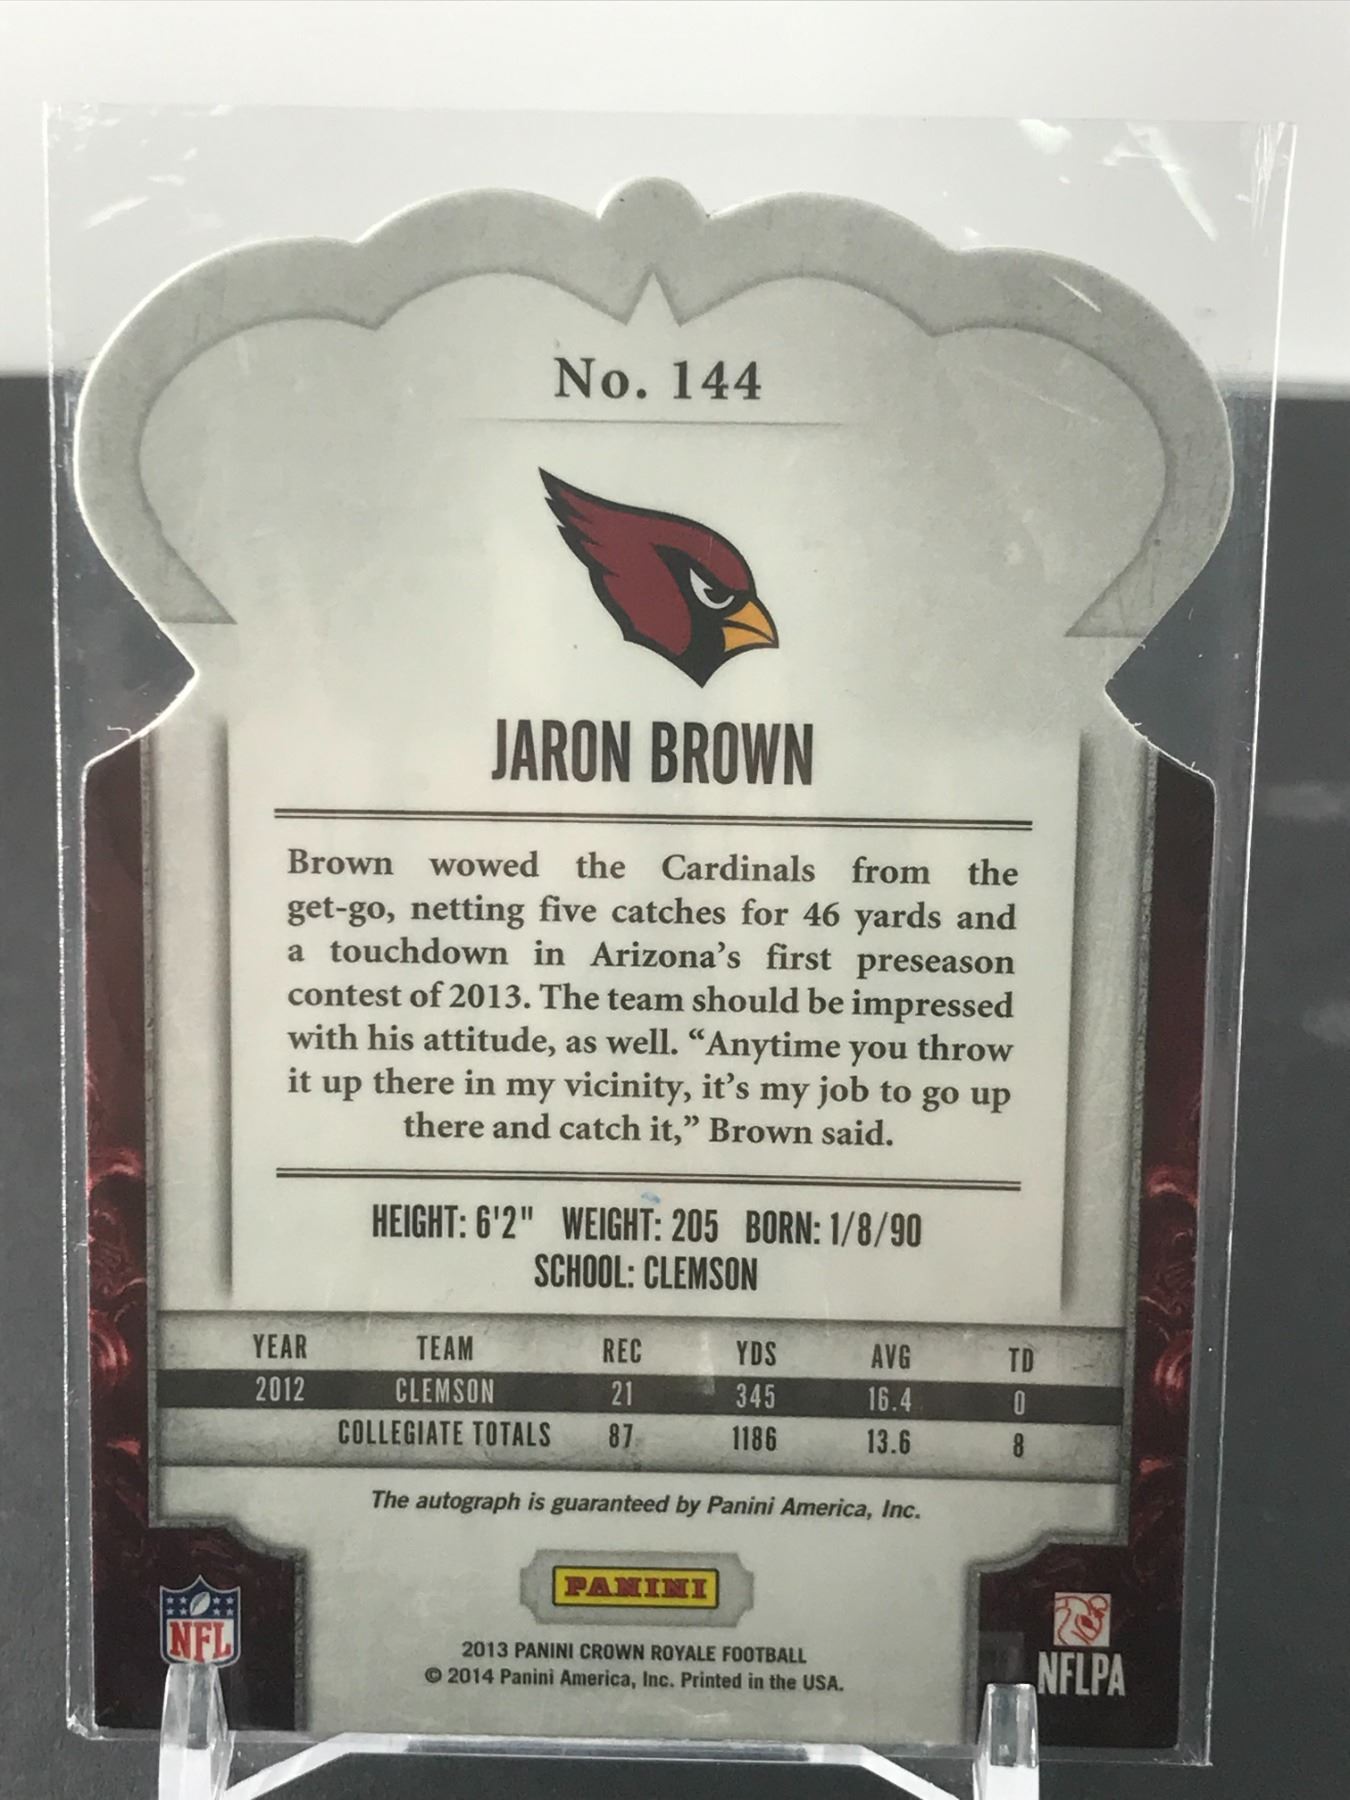 No. 144
JARON BROWN
Brown wowed the Cardinals from the
get-go, netting five catches for 46 yards and
a touchdown in Arizona's first preseason
contest of 2013. The team should be impressed
with his attitude, as well. “Anytime you throw
it up there in my vicinity, it's my job to go up
there and catch it,” Brown said.
HEIGHT: 6'2" WEIGHT: 205 BORN: 1/8/90
SCHOOL: CLEMSON
YEAR TEAM REC YDS AVG TD
2012 CLEMSON 21 345 16.4 0
COLLEGIATE TOTALS 87 1186 13.6 8
The autograph is guaranteed by Panini America, Inc.
PANINI
NFL
2013 PANINI CROWN ROYALE FOOTBALL
© 2014 Panini America, Inc. Printed in the USA.
NFLPA